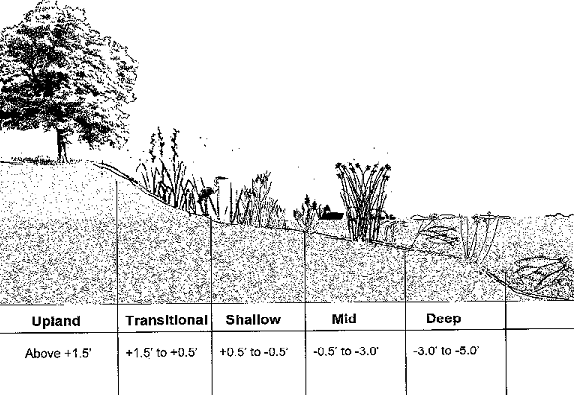 Upland Transitional Shallow Mid Deep
Above +1.5' +1.5' to +0.5' +0.5' to -0.5' -0.5' to -3.0' -3.0' to -5.0'